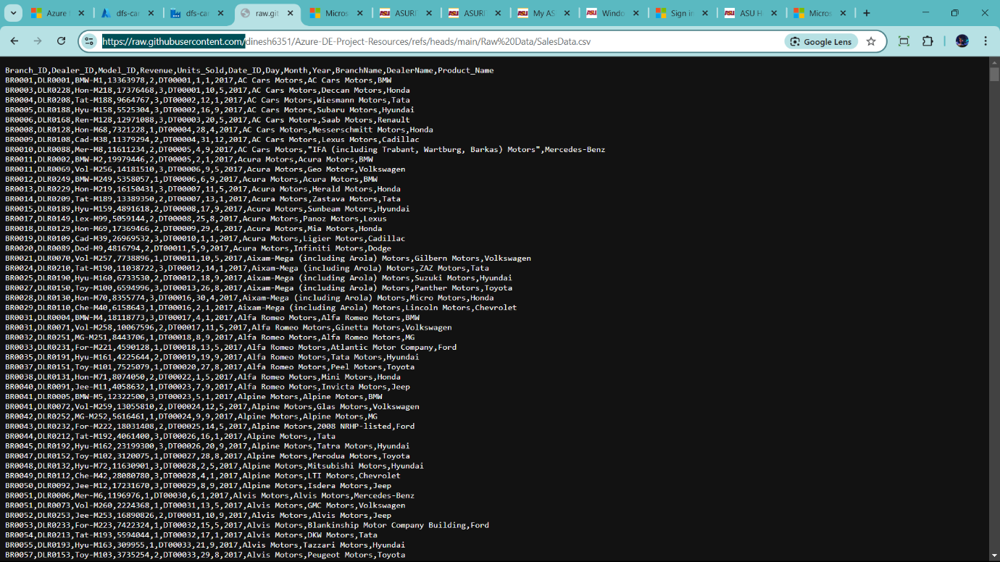 Azure
dfs-car
dfs-car
raw.git
Micros
ASURI
ASURI
My AS
Windo
Sign in
ASU H
Micros
https://raw.githubusercontent.com/dinesh6351/Azure-DE-Project-Resources/refs/heads/main/Raw%20Data/SalesData.csv
Google Lens
Branch_ID,Dealer_ID,Model_ID,Revenue,Units_Sold,Date_ID,Day,Month,Year,BranchName,DealerName,Product_Name
BR0001,DLR0001,BMW-M1,13363978,2,DT00001,1,1,2017,AC Cars Motors,AC Cars Motors,BMW
BR0003,DLR0228,Hon-M218,17376468,3,DT00001,10,5,2017,AC Cars Motors,Deccan Motors,Honda
BR0004,DLR0208,Tat-M188,9664767,3,DT00002,12,1,2017,AC Cars Motors,Wiesmann Motors,Tata
BR0005,DLR0188,Hyu-M158,5525304,3,DT00002,16,9,2017,AC Cars Motors,Subaru Motors,Hyundai
BR0006,DLR0168,Ren-M128,12971088,3,DT00003,20,5,2017,AC Cars Motors,Saab Motors,Renault
BR0008,DLR0128,Hon-M68,7321228,1,DT00004,28,4,2017,AC Cars Motors,Messerschmitt Motors,Honda
BR0009,DLR0108,Cad-M38,11379294,2,DT00004,31,12,2017,AC Cars Motors,Lexus Motors,Cadillac
BR0010,DLR0088,Mer-M8,11611234,2,DT00005,4,9,2017,AC Cars Motors,"IFA (including Trabant, Wartburg, Barkas) Motors",Mercedes-Benz
BR0011,DLR0002,BMW-M2,19979446,2,DT00005,2,1,2017,Acura Motors,Acura Motors,BMW
BR0011,DLR0069,Vol-M256,14181510,3,DT00006,9,5,2017,Acura Motors,Geo Motors,Volkswagen
BR0012,DLR0249,BMW-M249,5358057,1,DT00006,6,9,2017,Acura Motors,Acura Motors,BMW
BR0013,DLR0229,Hon-M219,16150431,3,DT00007,11,5,2017,Acura Motors,Herald Motors,Honda
BR0014,DLR0209,Tat-M189,13389350,2,DT00007,13,1,2017,Acura Motors,Zastava Motors,Tata
BR0015,DLR0189,Hyu-M159,4891618,2,DT00008,17,9,2017,Acura Motors,Sunbeam Motors,Hyundai
BR0017,DLR0149,Lex-M99,5059144,2,DT00008,25,8,2017,Acura Motors,Panoz Motors,Lexus
BR0018,DLR0129,Hon-M69,17369466,2,DT00009,29,4,2017,Acura Motors,Mia Motors,Honda
BR0019,DLR0109,Cad-M39,26969532,3,DT00010,1,1,2017,Acura Motors,Ligier Motors,Cadillac
BR0020,DLR0089,Dod-M9,4816794,2,DT00011,5,9,2017,Acura Motors,Infiniti Motors,Dodge
BR0021,DLR0070,Vol-M257,7738896,1,DT00011,10,5,2017,Aixam-Mega (including Arola) Motors,Gilbern Motors,Volkswagen
BR0024,DLR0210,Tat-M190,11038722,3,DT00012,14,1,2017,Aixam-Mega (including Arola) Motors,ZAZ Motors,Tata
BR0025,DLR0190,Hyu-M160,6733530,2,DT00012,18,9,2017,Aixam-Mega (including Arola) Motors,Suzuki Motors,Hyundai
BR0027,DLR0150,Toy-M100,6594996,3,DT00013,26,8,2017,Aixam-Mega (including Arola) Motors,Panther Motors,Toyota
BR0028,DLR0130,Hon-M70,8355774,3,DT00016,30,4,2017,Aixam-Mega (including Arola) Motors,Micro Motors,Honda
BR0029,DLR0110,Che-M40,6158643,1,DT00016,2,1,2017,Aixam-Mega (including Arola) Motors,Lincoln Motors,Chevrolet
BR0031,DLR0004,BMW-M4,18118773,3,DT00017,4,1,2017,Alfa Romeo Motors,Alfa Romeo Motors,BMW
BR0031,DLR0071,Vol-M258,10067596,2,DT00017,11,5,2017,Alfa Romeo Motors,Ginetta Motors,Volkswagen
BR0032,DLR0251,MG-M251,8443706,1,DT00018,8,9,2017,Alfa Romeo Motors,Alfa Romeo Motors,MG
BR0033,DLR0231,For-M221,4590128,1,DT00018,13,5,2017,Alfa Romeo Motors,Atlantic Motor Company,Ford
BR0035,DLR0191,Hyu-M161,4225644,2,DT00019,19,9,2017,Alfa Romeo Motors,Tata Motors,Hyundai
BR0037,DLR0151,Toy-M101,7525079,1,DT00020,27,8,2017,Alfa Romeo Motors,Peel Motors,Toyota
BR0038,DLR0131,Hon-M71,8074050,2,DT00022,1,5,2017,Alfa Romeo Motors,Mini Motors,Honda
BR0040,DLR0091,Jee-M11,4058632,1,DT00023,7,9,2017,Alfa Romeo Motors,Invicta Motors,Jeep
BR0041,DLR0005,BMW-M5,12322500,3,DT00023,5,1,2017,Alpine Motors,Alpine Motors,BMW
BR0041,DLR0072,Vol-M259,13055810,2,DT00024,12,5,2017,Alpine Motors,Glas Motors,Volkswagen
BR0042,DLR0252,MG-M252,5616461,1,DT00024,9,9,2017,Alpine Motors,Alpine Motors,MG
BR0043,DLR0232,For-M222,18031408,2,DT00025,14,5,2017,Alpine Motors,2008 NRHP-listed,Ford
BR0044,DLR0212,Tat-M192,4061400,3,DT00026,16,1,2017,Alpine Motors,,Tata
BR0045,DLR0192,Hyu-M162,23199300,3,DT00026,20,9,2017,Alpine Motors,Tatra Motors,Hyundai
BR0047,DLR0152,Toy-M102,3120075,1,DT00027,28,8,2017,Alpine Motors,Perodua Motors,Toyota
BR0048,DLR0132,Hyu-M72,11630901,3,DT00028,2,5,2017,Alpine Motors,Mitsubishi Motors,Hyundai
BR0049,DLR0112,Che-M42,28080780,3,DT00028,4,1,2017,Alpine Motors,LTI Motors,Chevrolet
BR0050,DLR0092,Jee-M12,17231670,3,DT00029,8,9,2017,Alpine Motors,Isdera Motors,Jeep
BR0051,DLR0006,Mer-M6,1196976,1,DT00030,6,1,2017,Alvis Motors,Alvis Motors,Mercedes-Benz
BR0051,DLR0073,Vol-M260,2224368,1,DT00031,13,5,2017,Alvis Motors,GMC Motors,Volkswagen
BR0052,DLR0253,Jee-M253,16890826,2,DT00031,10,9,2017,Alvis Motors,Alvis Motors,Jeep
BR0053,DLR0233,For-M223,7422324,1,DT00032,15,5,2017,Alvis Motors,Blankinship Motor Company Building,Ford
BR0054,DLR0213,Tat-M193,5594044,1,DT00032,17,1,2017,Alvis Motors,DKW Motors,Tata
BR0055,DLR0193,Hyu-M163,309955,1,DT00033,21,9,2017,Alvis Motors,Tazzari Motors,Hyundai
BR0057,DLR0153,Toy-M103,3735254,2,DT00033,29,8,2017,Alvis Motors,Peugeot Motors,Toyota